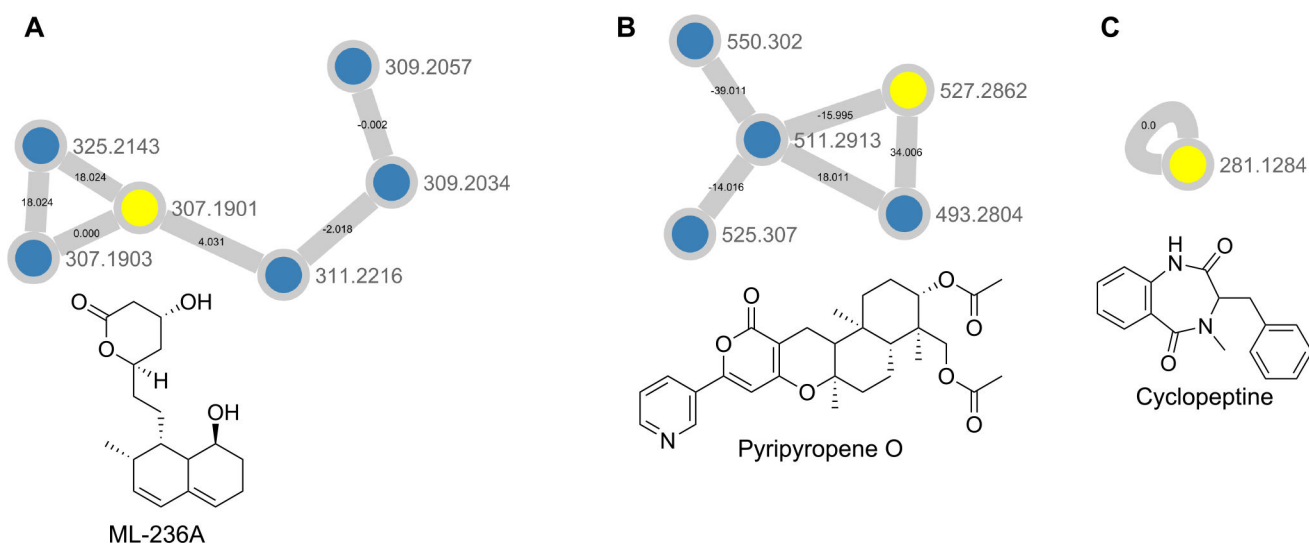 A
309.2057
-0.002
325.2143
18.024
309.2034
18.024
307.1901
0.000
4.031
-2.018
307.1903
311.2216
O
OH
O
H
OH
ML-236A
B
550.302
-39.011
527.2862
-15.995
511.2913
34.006
18.011
-14.016
493.2804
525.307
O
O
O
O
O
O
O
N
Pyripyropene O
C
0.0
281.1284
H
N
O
N
O
Cyclopeptine